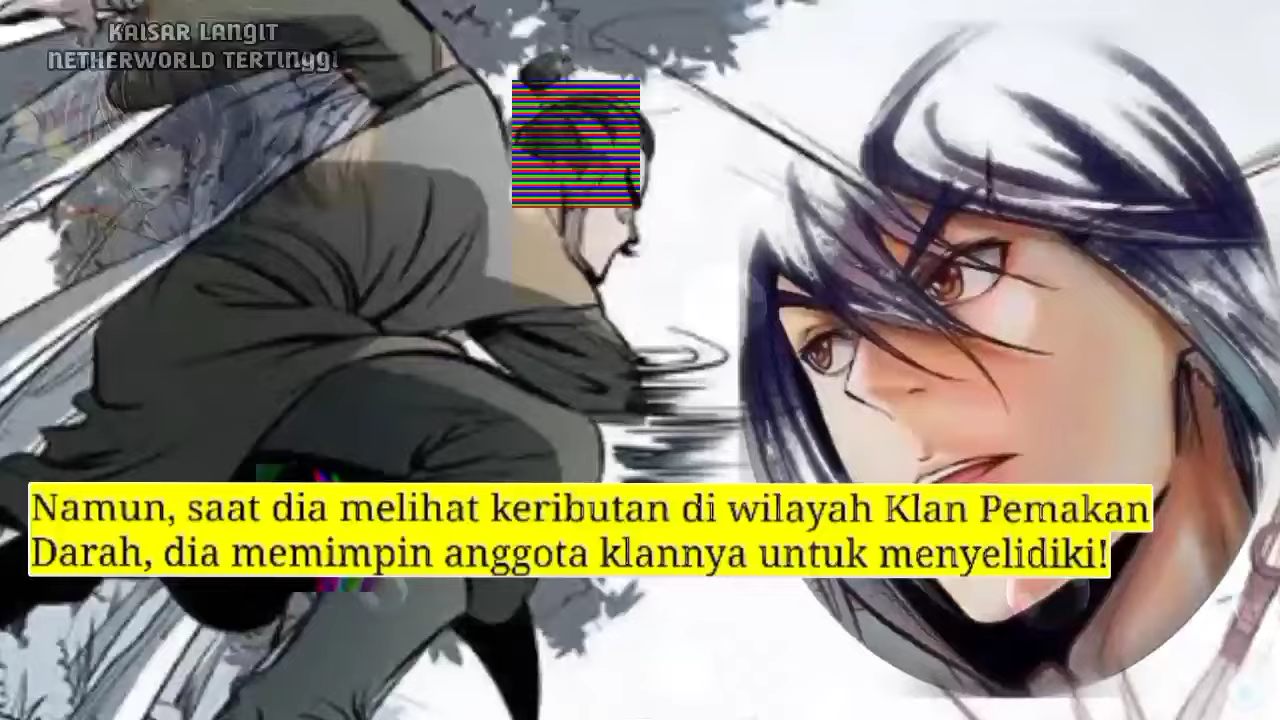 KAISAR LANGIT
NETHERWORLD TERTINGGI
Namun, saat dia melihat keributan di wilayah Klan Pemakan
Darah, dia memimpin anggota klannya untuk menyelidiki!